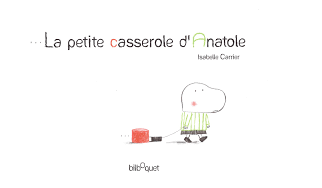 ...La petite casserole d'Anatole
Isabelle Carrier
bilboquet